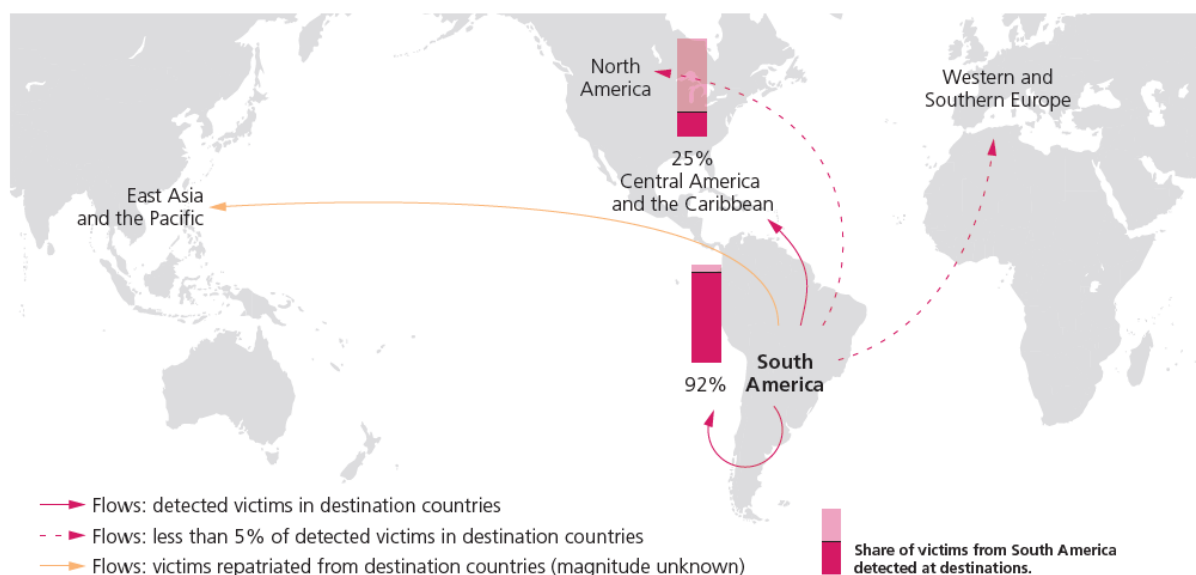 North
America
Western and
Southern Europe
25%
Central America
and the Caribbean
East Asia
and the Pacific
South
America
92%
Flows: detected victims in destination countries
Flows: less than 5% of detected victims in destination countries
Flows: victims repatriated from destination countries (magnitude unknown)
Share of victims from South America
detected at destinations.